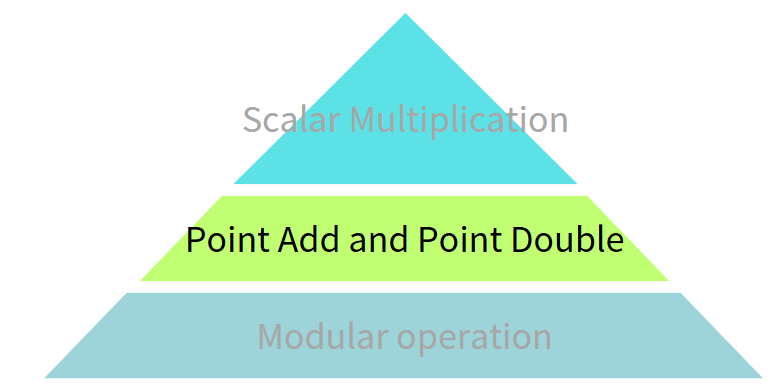 Scalar Multiplication
Point Add and Point Double
Modular operation